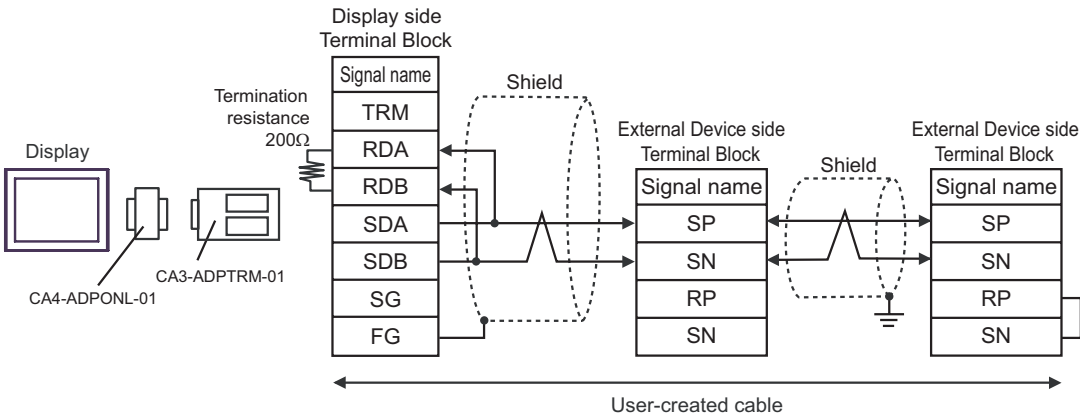 Display side
Terminal Block
Signal name
TRM
RDA
RDB
SDA
SDB
SG
FG
Termination
resistance
200Ω
Display
CA4-ADPONL-01
CA3-ADPTRM-01
Shield
External Device side
Terminal Block
Signal name
SP
SN
RP
SN
Shield
External Device side
Terminal Block
Signal name
SP
SN
RP
SN
User-created cable